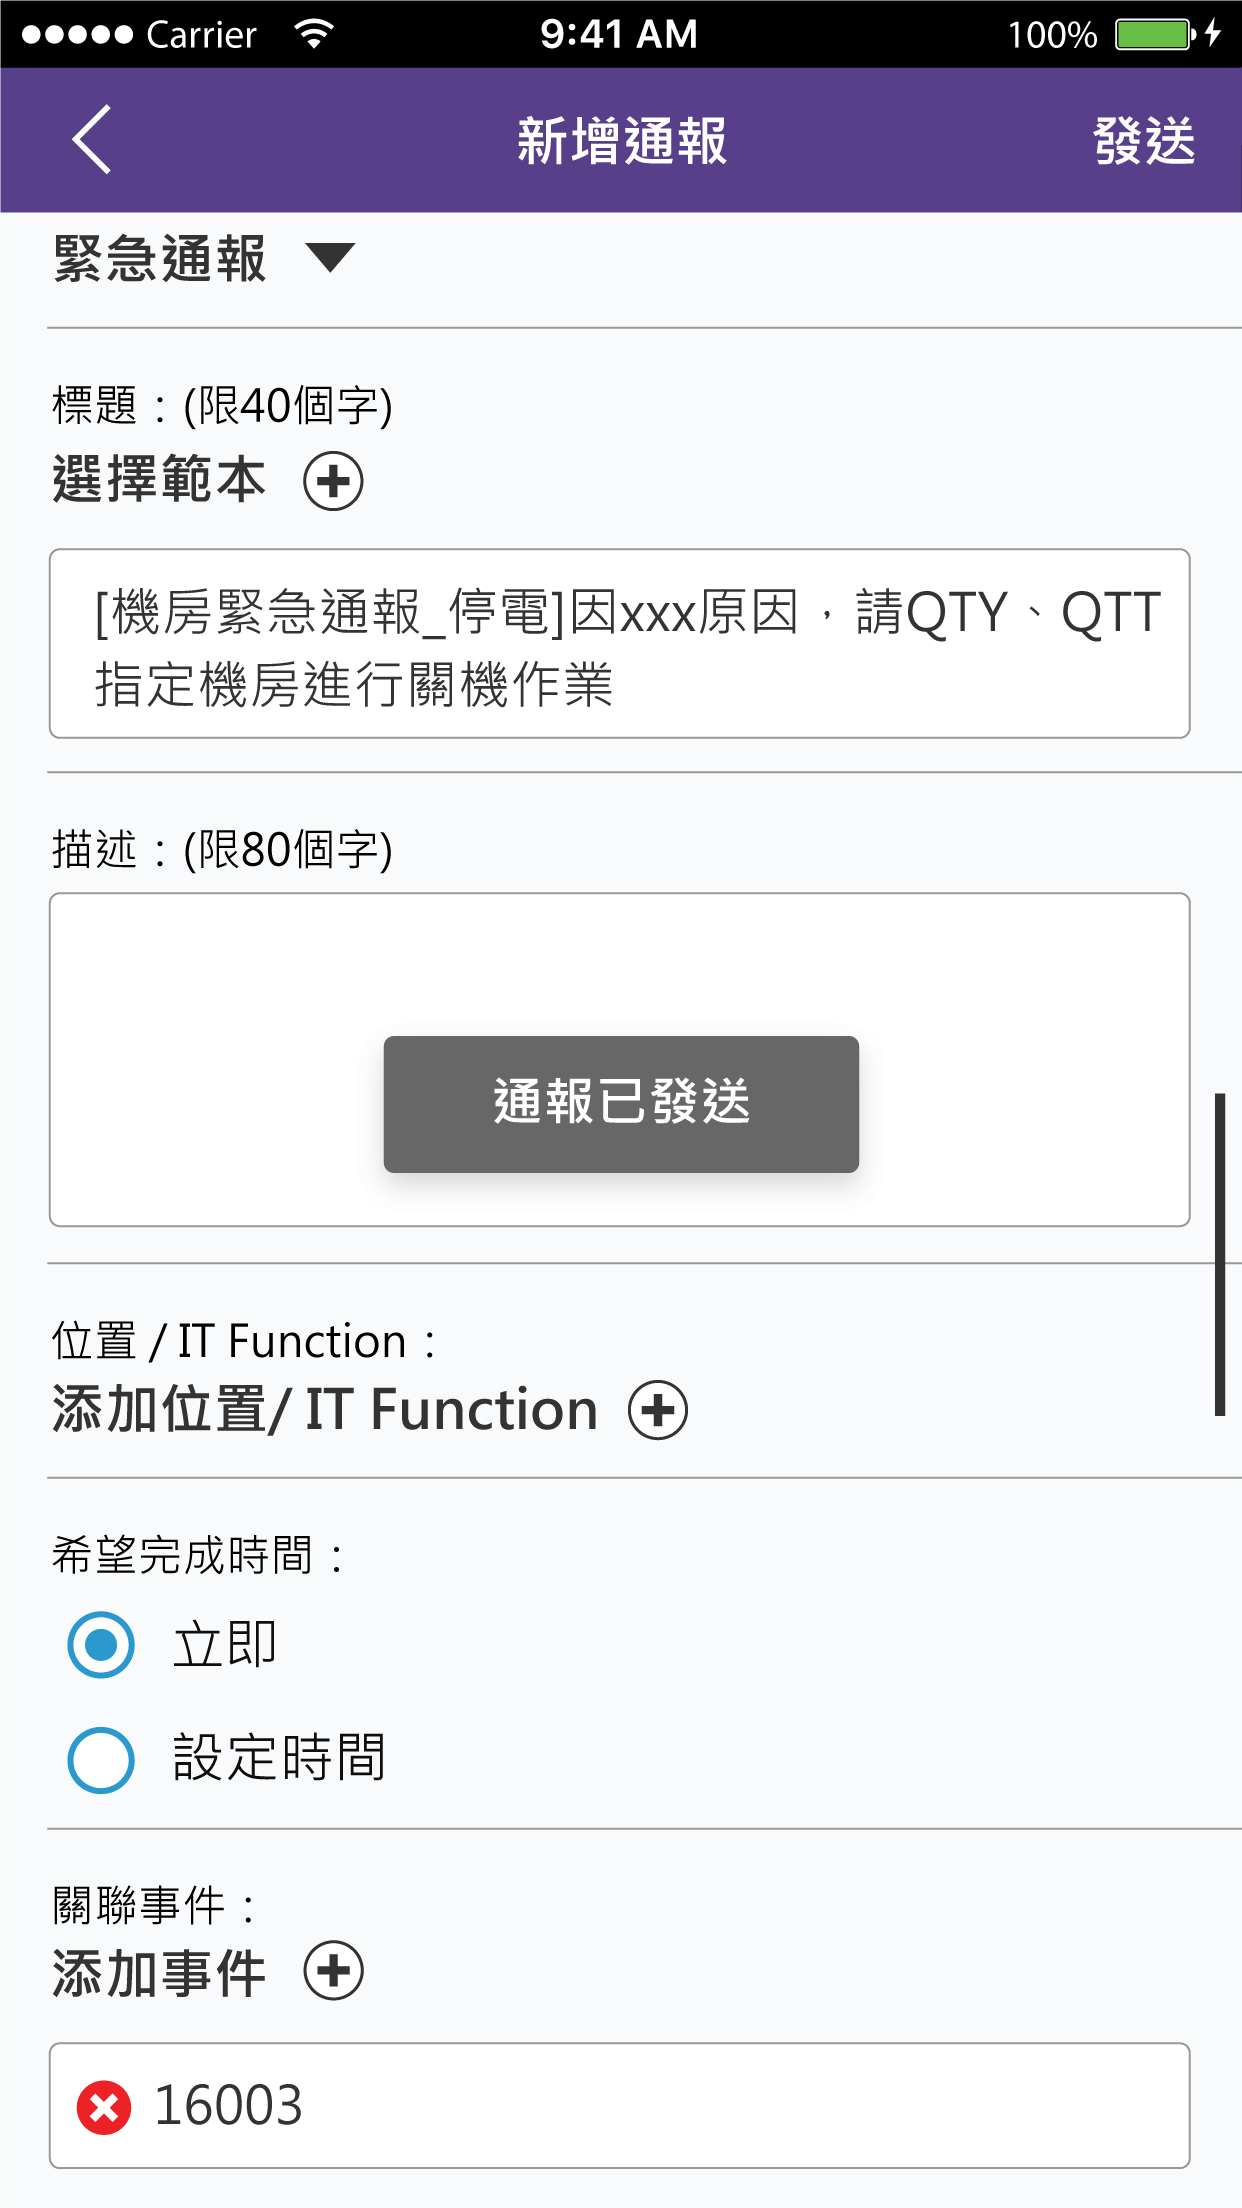 Carrier 9:41 AM 100%
新增通報 發送
緊急通報
標題：(限40個字)
選擇範本
[機房緊急通報_停電]因xxx原因，請QTY、QTT
指定機房進行關機作業
描述：(限80個字)
通報已發送
位置 / IT Function：
添加位置/ IT Function
希望完成時間：
立即
設定時間
關聯事件：
添加事件
16003